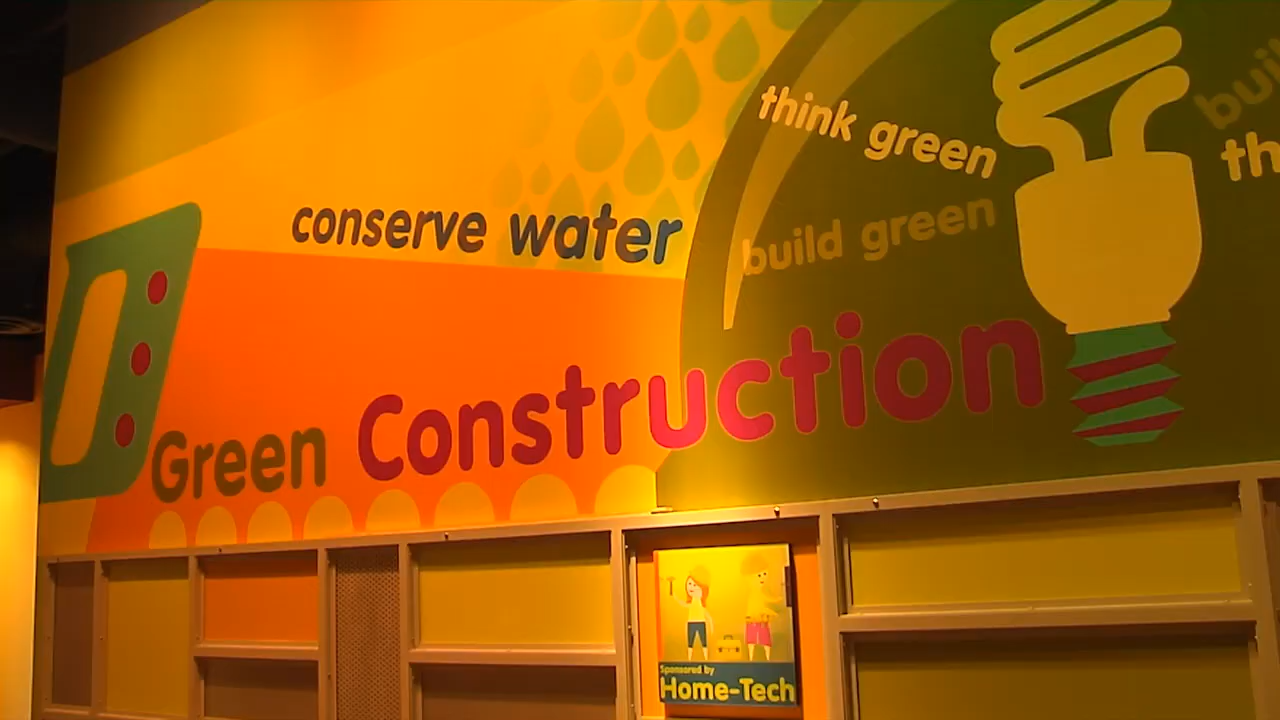 think green
conserve water
build green
Green Construction
Sponsored by
Home-Tech